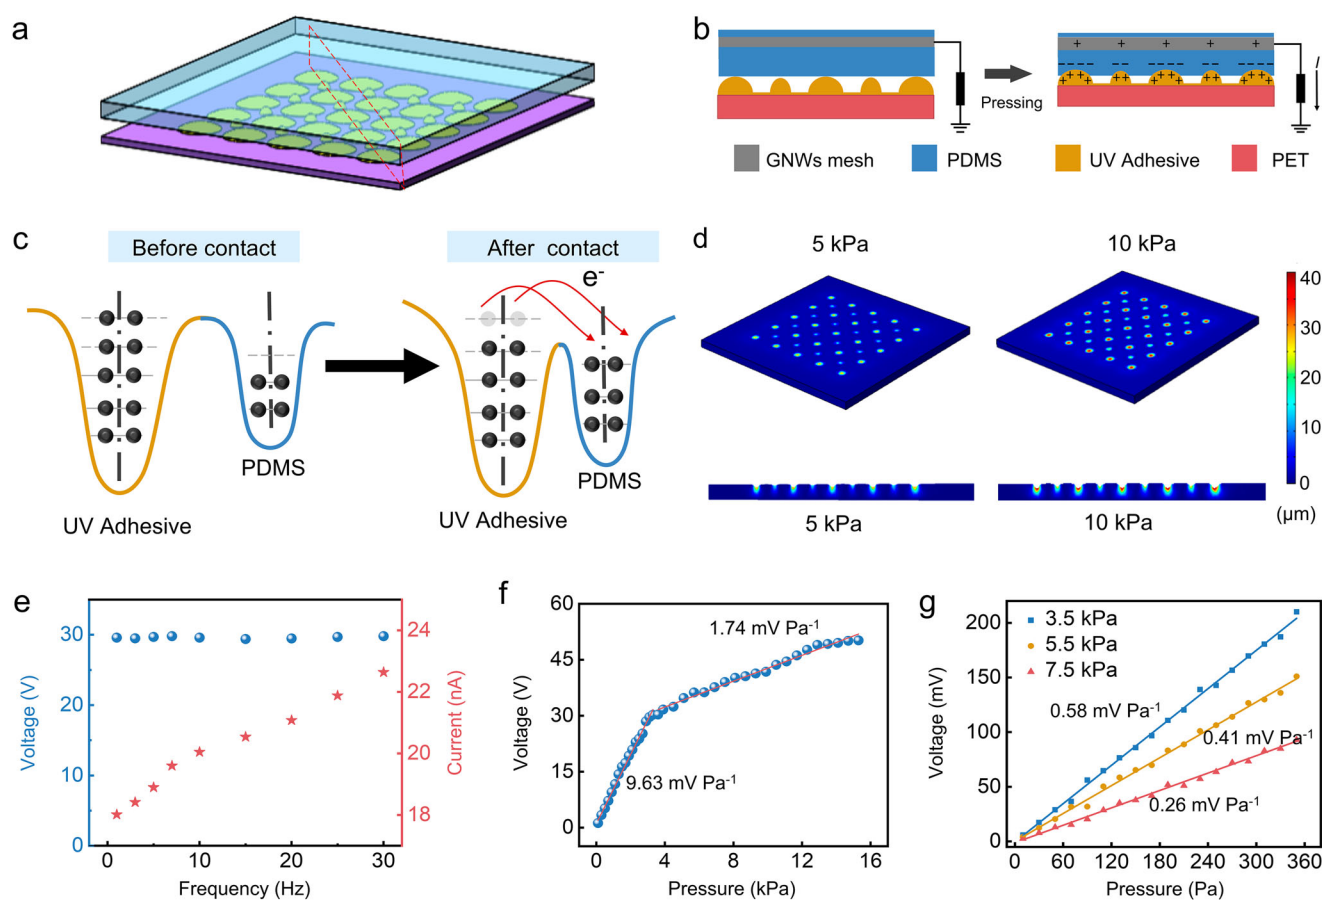 a
b
+ + + + +
---- -- ---- -- ----
I
Pressing
GNWs mesh
PDMS
UV Adhesive
PET
c
Before contact
After contact
e-
PDMS
PDMS
UV Adhesive
UV Adhesive
d
5 kPa
10 kPa
40
30
20
10
0
(μm)
5 kPa
10 kPa
e
30
15
0
Voltage (V)
24
22
20
18
Current (nA)
0
10
20
30
Frequency (Hz)
f
60
45
30
15
0
Voltage (V)
1.74 mV Pa-1
9.63 mV Pa-1
0
4
8
12
16
Pressure (kPa)
g
200
150
100
50
0
Voltage (mV)
3.5 kPa
5.5 kPa
7.5 kPa
0.58 mV Pa-1
0.41 mV Pa-1
0.26 mV Pa-1
0
60
120
180
240
300
360
Pressure (Pa)